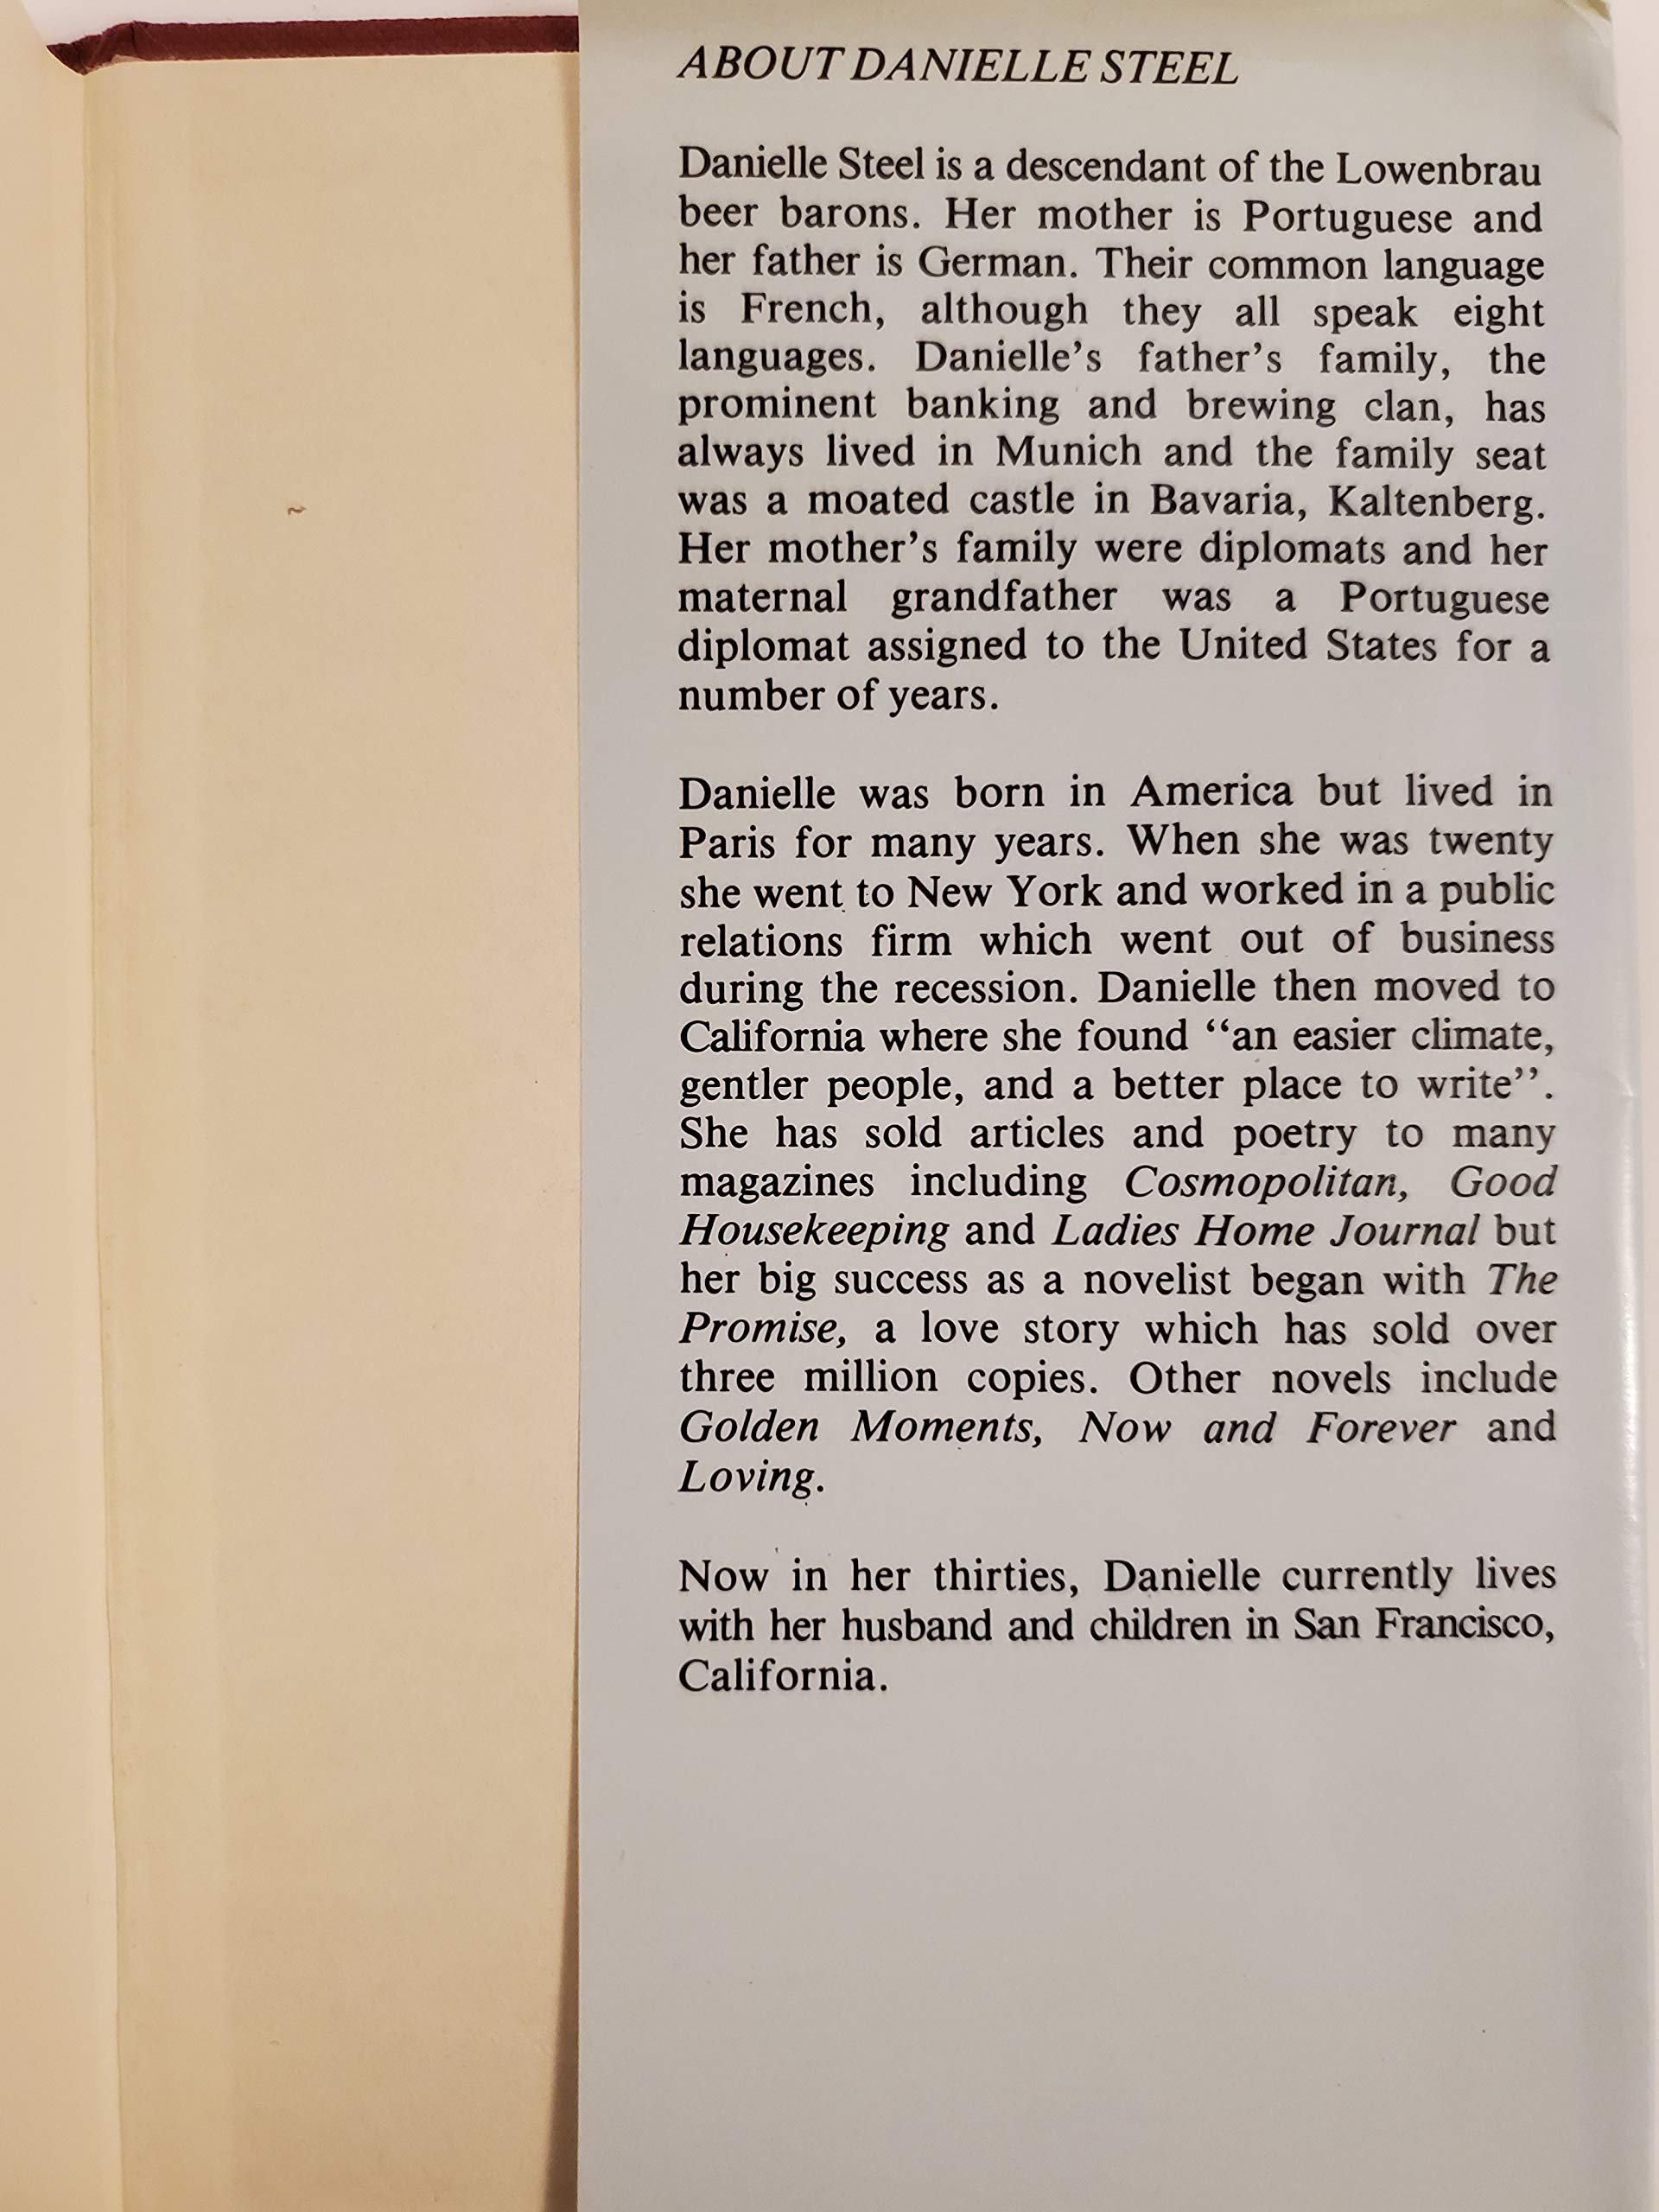 ABOUT DANIELLE STEEL
Danielle Steel is a descendant of the Lowenbrau
beer barons. Her mother is Portuguese and
her father is German. Their common language
is French, although they all speak eight
languages. Danielle’s father’s family, the
prominent banking and brewing clan, has
always lived in Munich and the family seat
was a moated castle in Bavaria, Kaltenberg.
Her mother’s family were diplomats and her
maternal grandfather was a Portuguese
diplomat assigned to the United States for a
number of years.
Danielle was born in America but lived in
Paris for many years. When she was twenty
she went to New York and worked in a public
relations firm which went out of business
during the recession. Danielle then moved to
California where she found “an easier climate,
gentler people, and a better place to write”.
She has sold articles and poetry to many
magazines including Cosmopolitan, Good
Housekeeping and Ladies Home Journal but
her big success as a novelist began with The
Promise, a love story which has sold over
three million copies. Other novels include
Golden Moments, Now and Forever and
Loving.
Now in her thirties, Danielle currently lives
with her husband and children in San Francisco,
California.